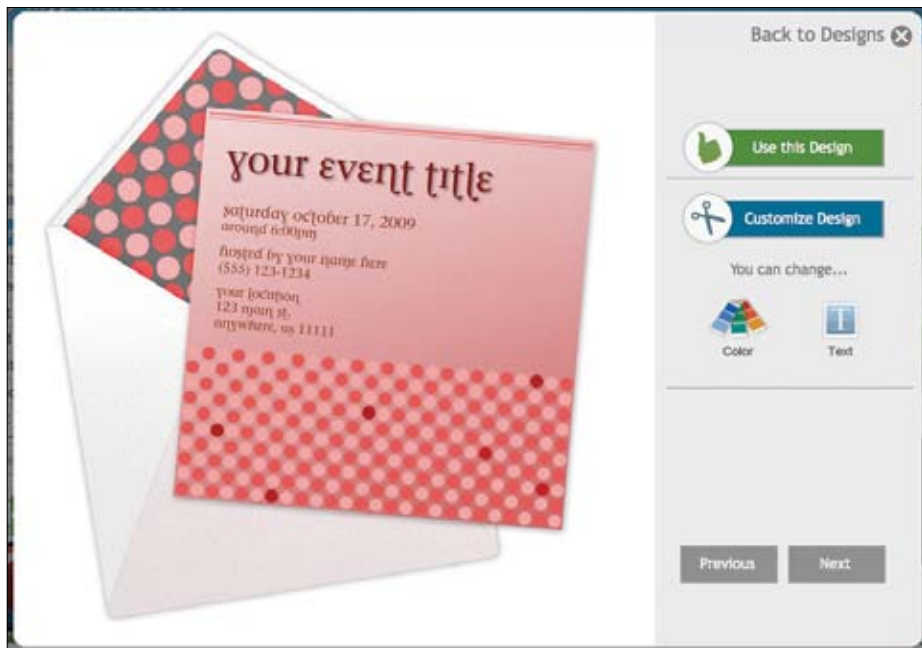 Back to Designs
your event title
saturday october 17, 2009
around 6:00pm
hosted by your name here
(555) 123-1234
your location
123 main st.
anywhere, us 11111
Use this Design
Customize Design
You can change...
Color
Text
Previous
Next